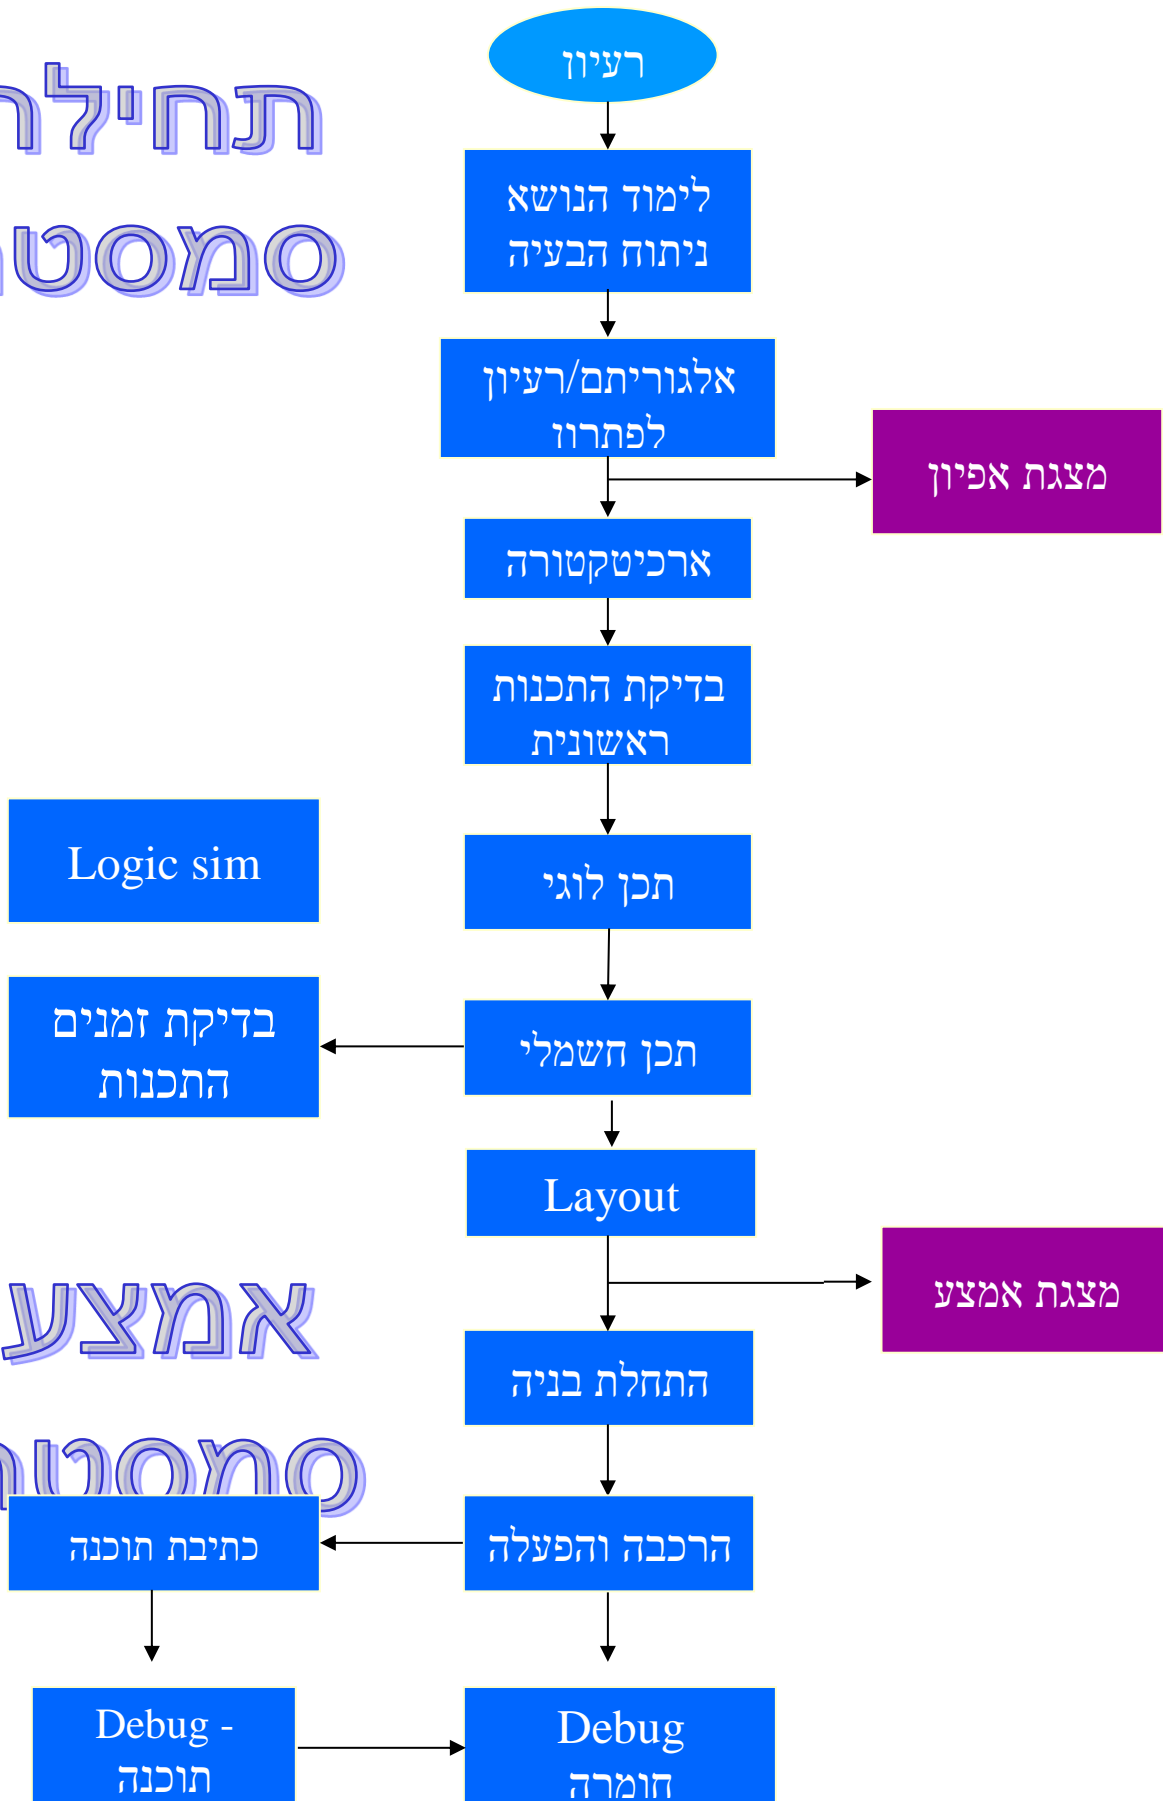 רעיון
תחילת
לימוד הנושא
ניתוח הבעיה
אלגוריתם/רעיון
לפתרון
מצגת אפיון
ארכיטקטורה
בדיקת התכנות
ראשונית
Logic sim
תכן לוגי
בדיקת זמנים
התכנות
תכן חשמלי
Layout
אמצע
מצגת אמצע
התחלת בניה
כתיבת תוכנה
הרכבה והפעלה
Debug -
תוכנה
Debug
חומרה